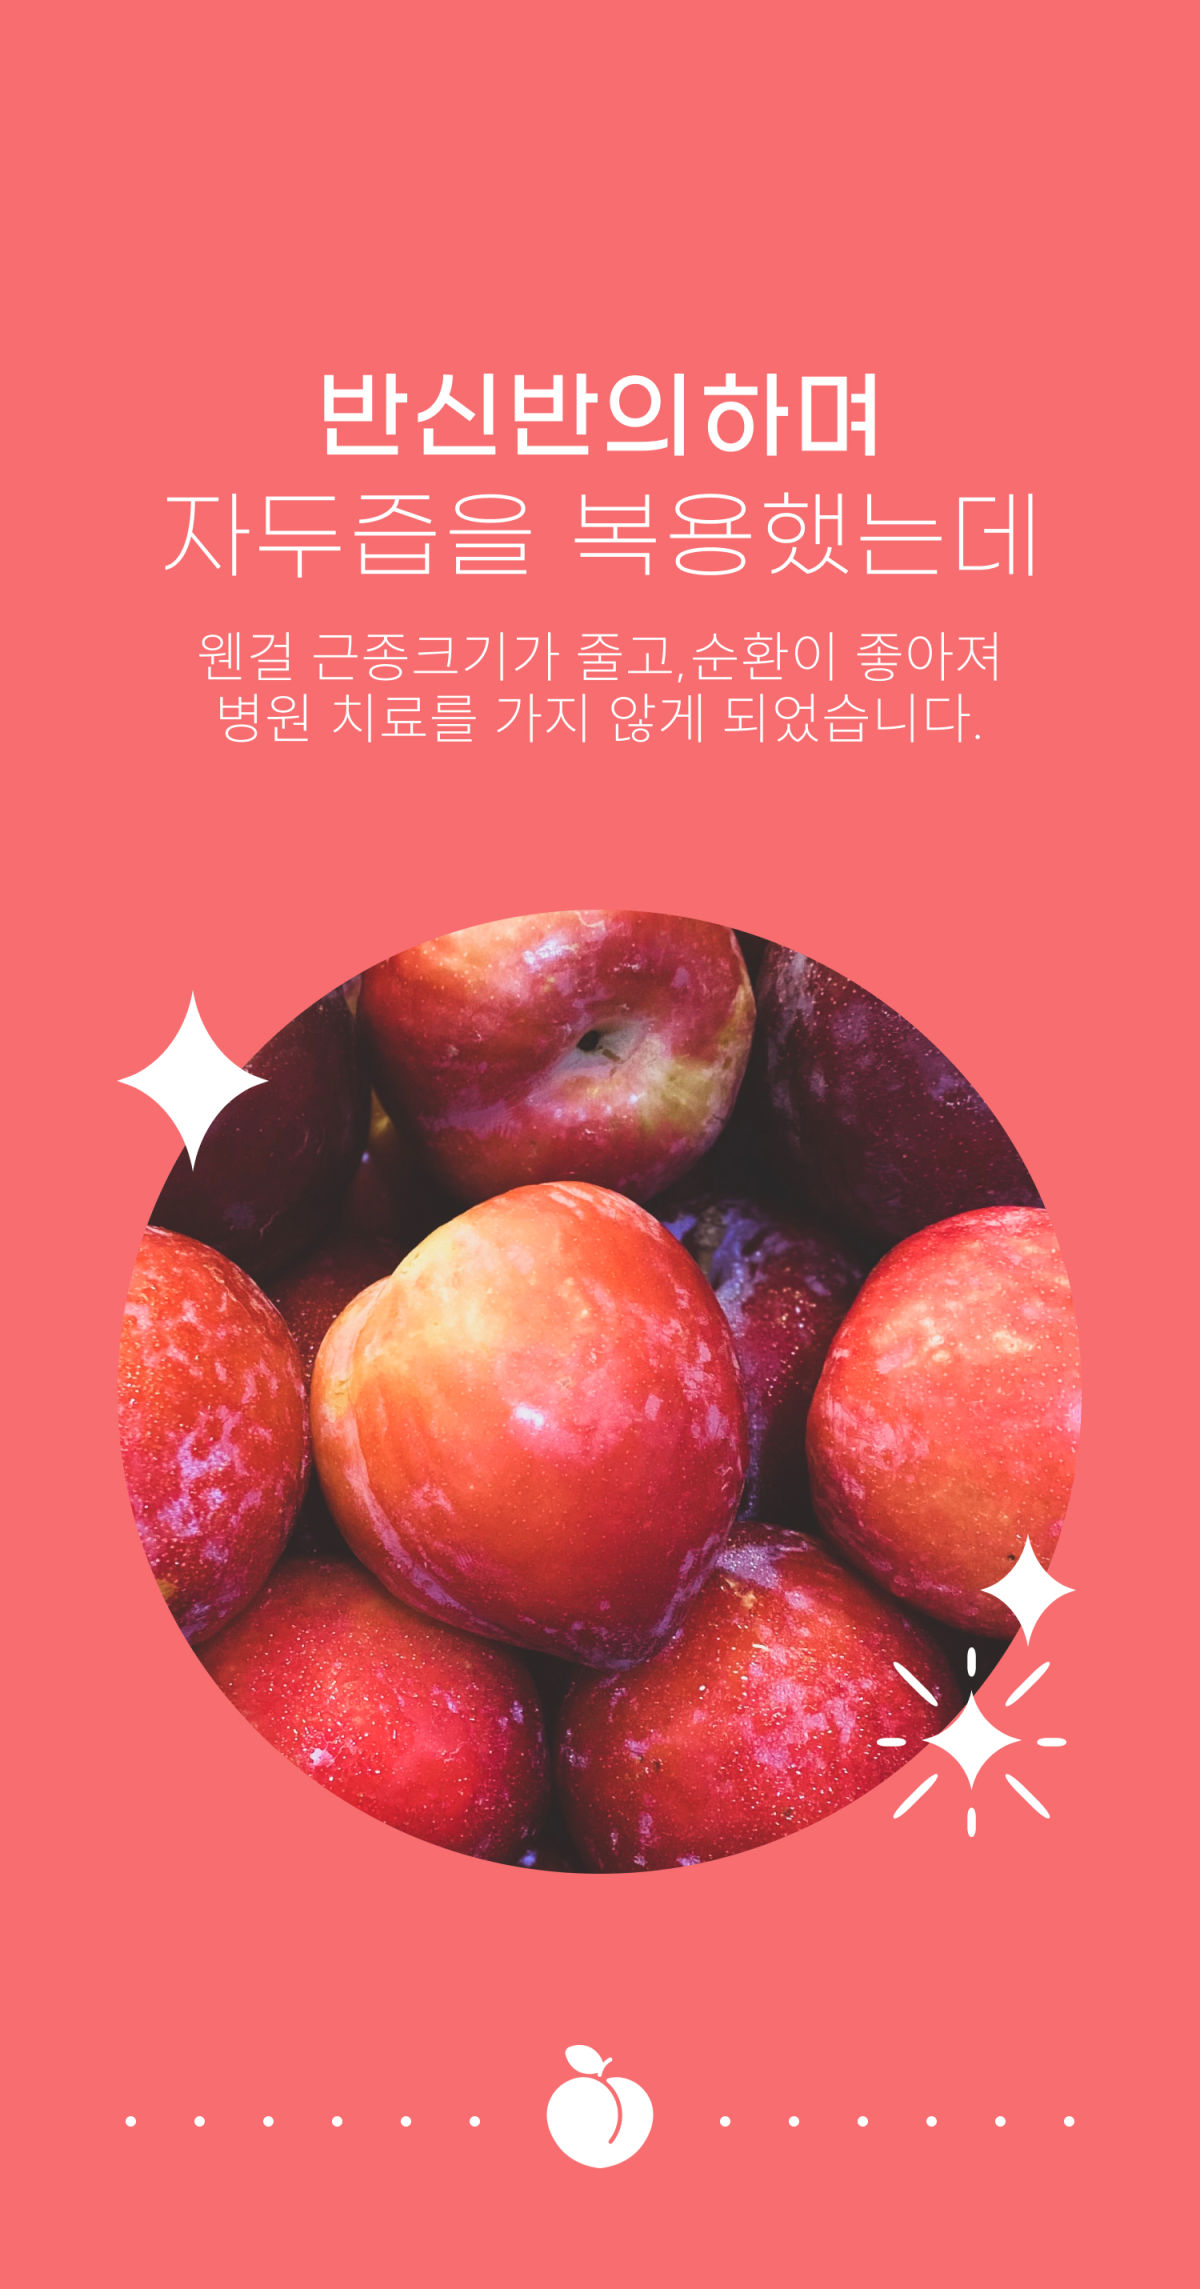 반신반의하며
자두즙을 복용했는데
웬걸 근종크기가 줄고,순환이 좋아져
병원 치료를 가지 않게 되었습니다.